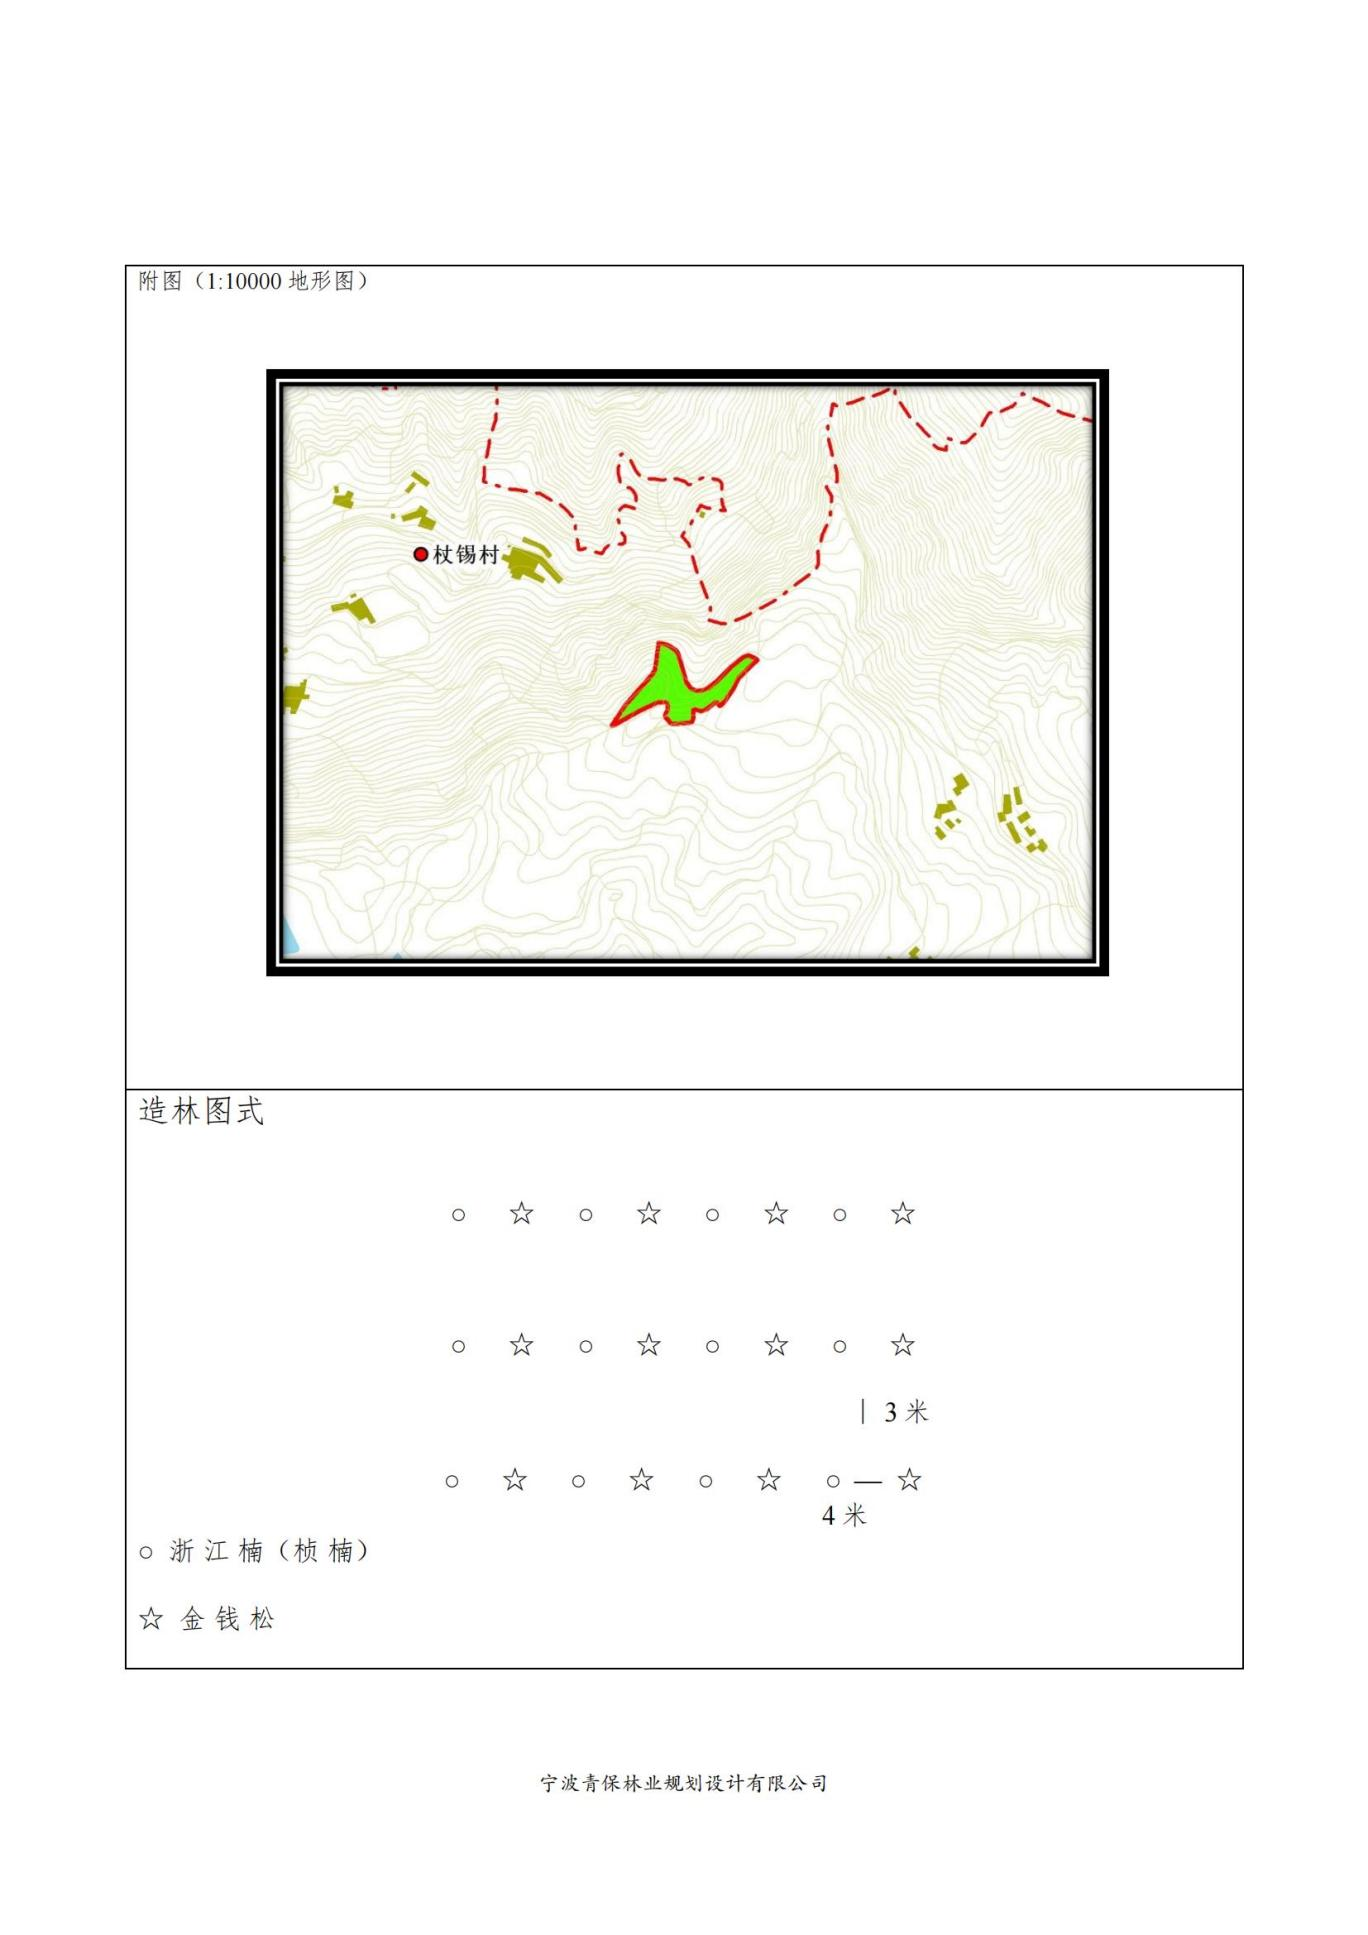 附图（1:10000 地形图）
杖锡村
造林图式
○ ☆ ○ ☆ ○ ☆ ○ ☆
○ ☆ ○ ☆ ○ ☆ ○ ☆
｜ 3 米
○ ☆ ○ ☆ ○ ☆ ○ — ☆
4 米
○ 浙江楠（桢楠）
☆ 金钱松
宁波青保林业规划设计有限公司